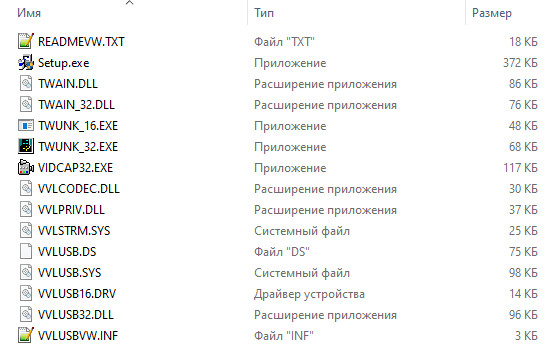 Имя Тип Размер
READMEVW.TXT Файл "TXT" 18 КБ
Setup.exe Приложение 372 КБ
TWAIN.DLL Расширение приложения 86 КБ
TWAIN_32.DLL Расширение приложения 76 КБ
TWUNK_16.EXE Приложение 48 КБ
TWUNK_32.EXE Приложение 68 КБ
VIDCAP32.EXE Приложение 117 КБ
VVLCODEC.DLL Расширение приложения 30 КБ
VVLPRIV.DLL Расширение приложения 37 КБ
VVLSTRM.SYS Системный файл 25 КБ
VVLUSB.DS Файл "DS" 75 КБ
VVLUSB.SYS Системный файл 98 КБ
VVLUSB16.DRV Драйвер устройства 14 КБ
VVLUSB32.DLL Расширение приложения 96 КБ
VVLUSBVW.INF Файл "INF" 3 КБ